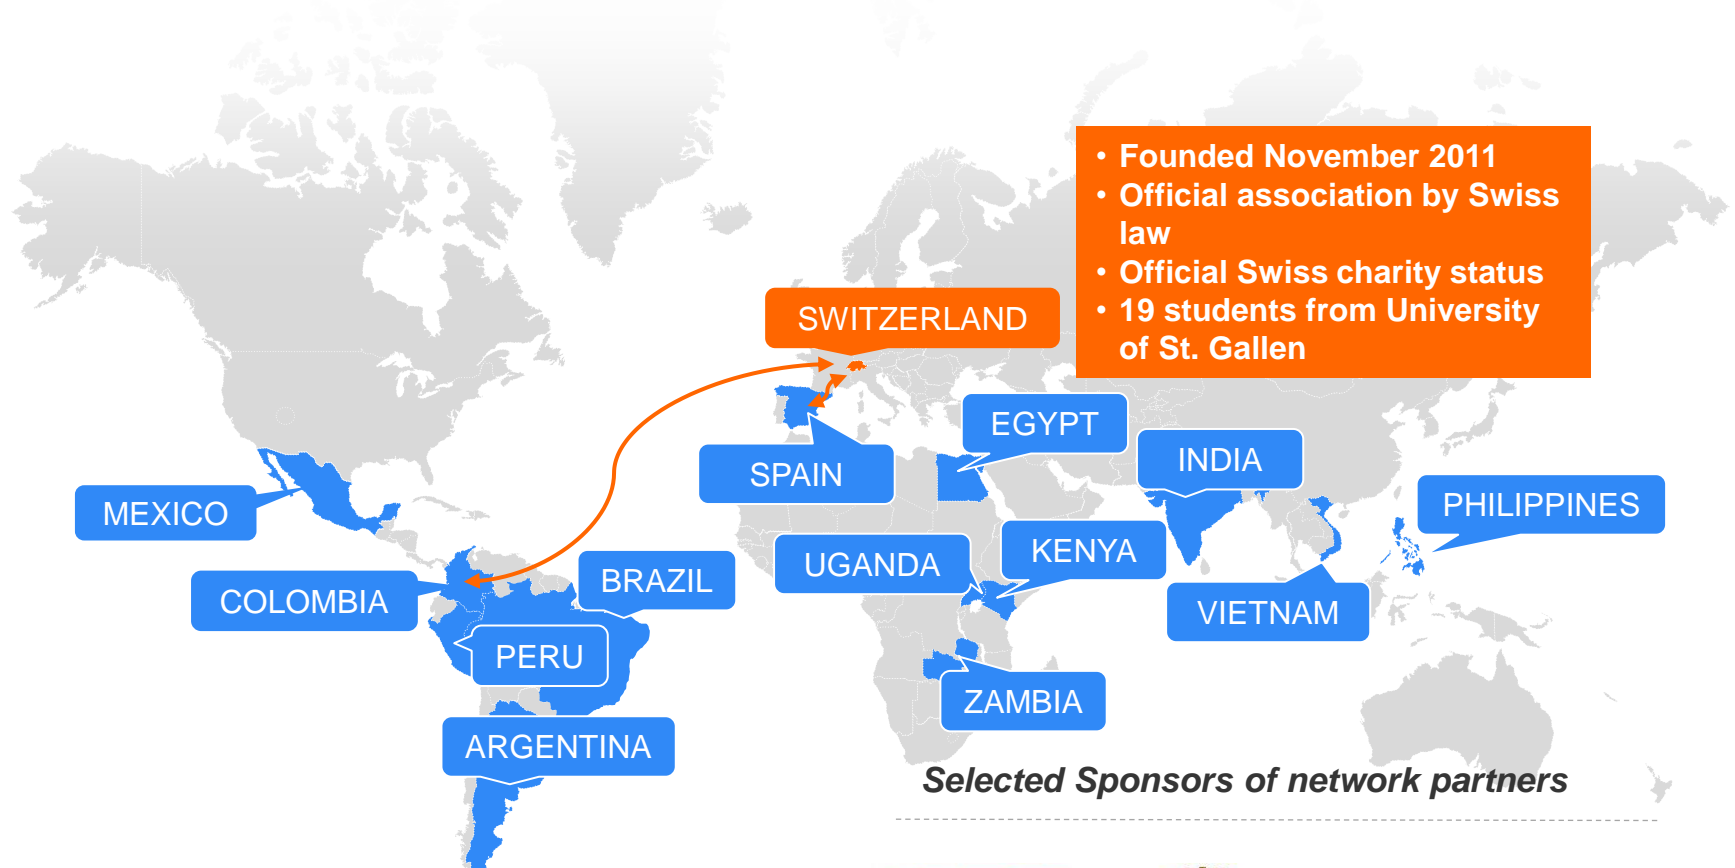 • Founded November 2011
• Official association by Swiss
law
• Official Swiss charity status
• 19 students from University
of St. Gallen
SWITZERLAND
EGYPT
SPAIN
INDIA
MEXICO
PHILIPPINES
UGANDA
KENYA
BRAZIL
COLOMBIA
VIETNAM
PERU
ZAMBIA
ARGENTINA
Selected Sponsors of network partners